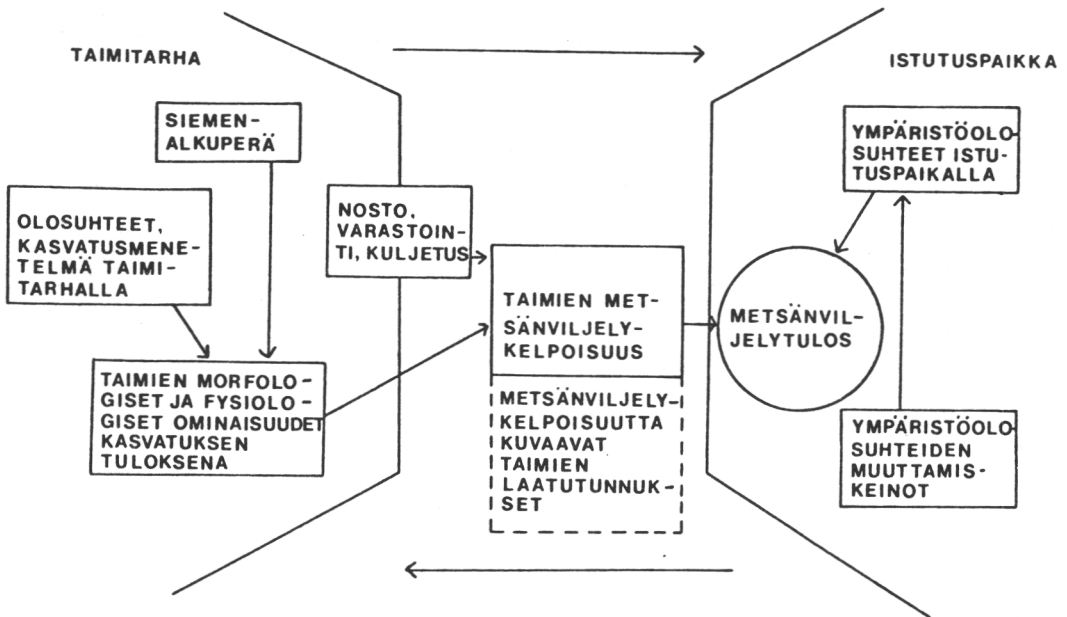 TAIMITARHA
ISTUTUSPAIKKA
SIEMEN-
ALKUPERÄ
OLOSUHTEET,
KASVATUSMENE-
TELMÄ TAIMI-
TARHALLA
TAIMIEN MORFOLO-
GISET JA FYSIOLO-
GISET OMINAISUUDET
KASVATUKSEN
TULOKSENA
NOSTO,
VARASTOIN-
TI, KULJETUS
TAIMIEN MET-
SÄNVILJELY-
KELPOISUUS
METSÄNVILJELY-
KELPOISUUTTA
KUVAAVAT
TAIMIEN
LAATUTUNNUK-
SET
METSÄNVIL-
JELYTULOS
YMPÄRISTÖOLO-
SUHTEET ISTU-
TUSPAIKALLA
YMPÄRISTÖOLO-
SUHTEIDEN
MUUTTAMIS-
KEINOT